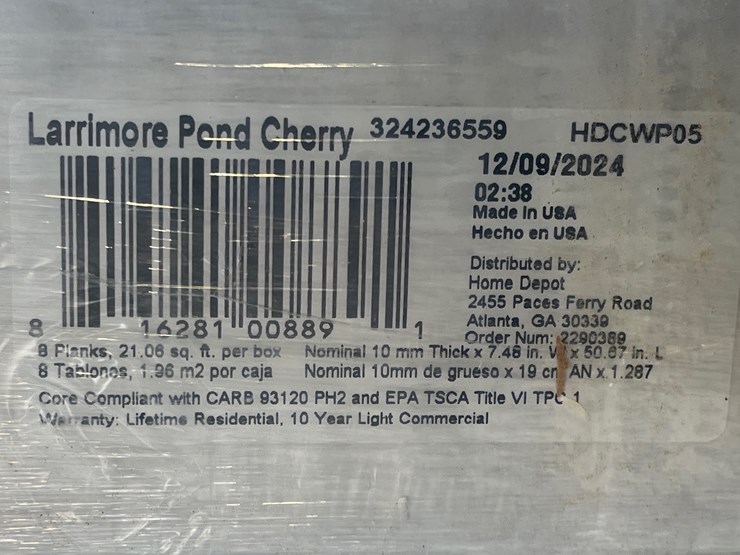 Larrimore Pond Cherry 324236559 HDCWP05
12/09/2024
02:38
Made In USA
Hecho en USA
Distributed by:
Home Depot
2455 Paces Ferry Road
Atlanta, GA 30339
Order Num: 2290369
8 16281 00889 1
8 Planks, 21.06 sq. ft. per box Nominal 10 mm Thick x 7.48 in. W x 50.67 in. L
8 Tablones, 1.96 m2 por caja Nominal 10mm de grueso x 19 cm AN x 1.287
Core Compliant with CARB 93120 PH2 and EPA TSCA Title VI TPC 1
Warranty: Lifetime Residential, 10 Year Light Commercial